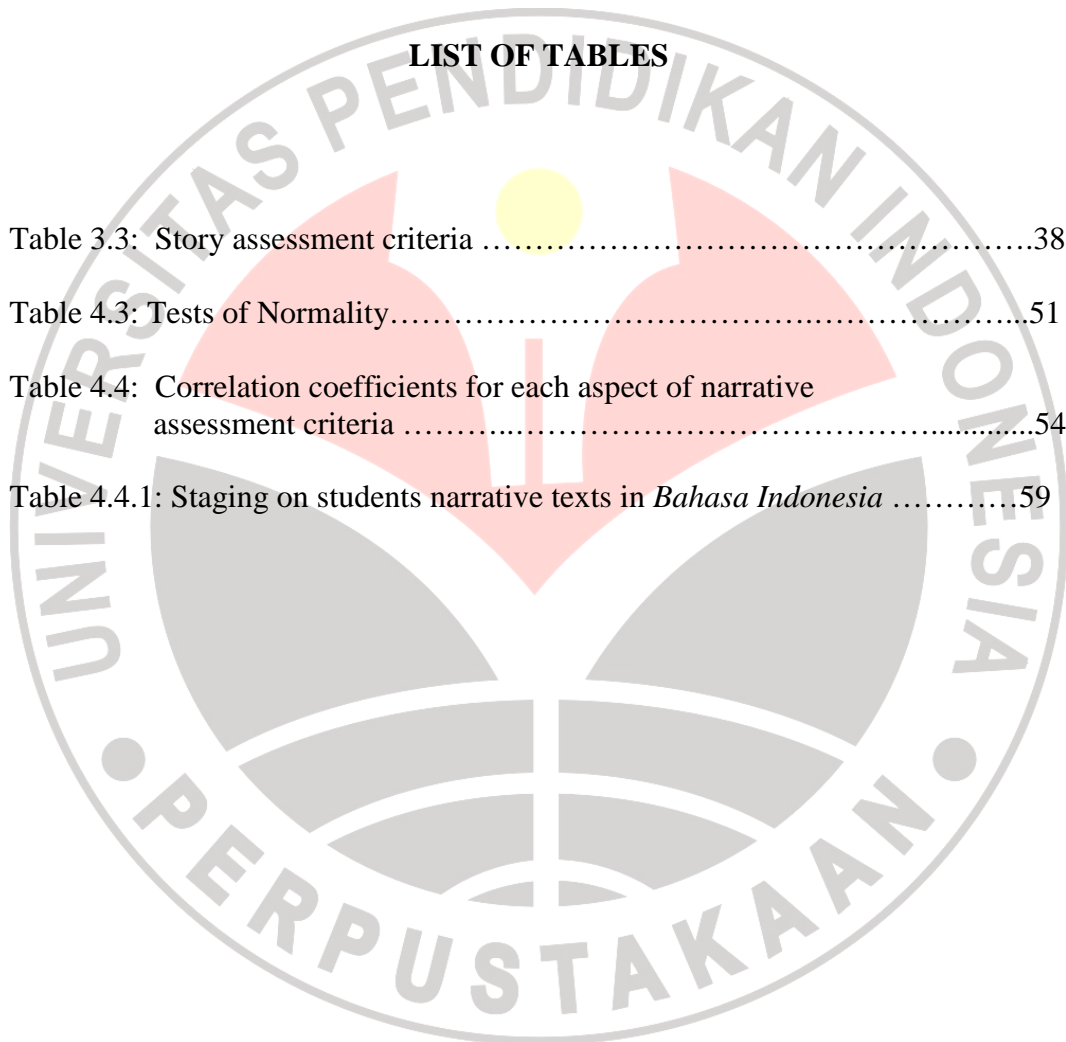 LIST OF TABLES
Table 3.3:  Story assessment criteria ……………………………………………….38
Table 4.3: Tests of Normality…………………………………….………………...51
Table 4.4:  Correlation coefficients for each aspect of narrative
assessment criteria ………...…………………………………….............54
Table 4.4.1: Staging on students narrative texts in Bahasa Indonesia …………59
UNIVERSITAS PENDIDIKAN INDONESIA
PERPUSTAKAAN